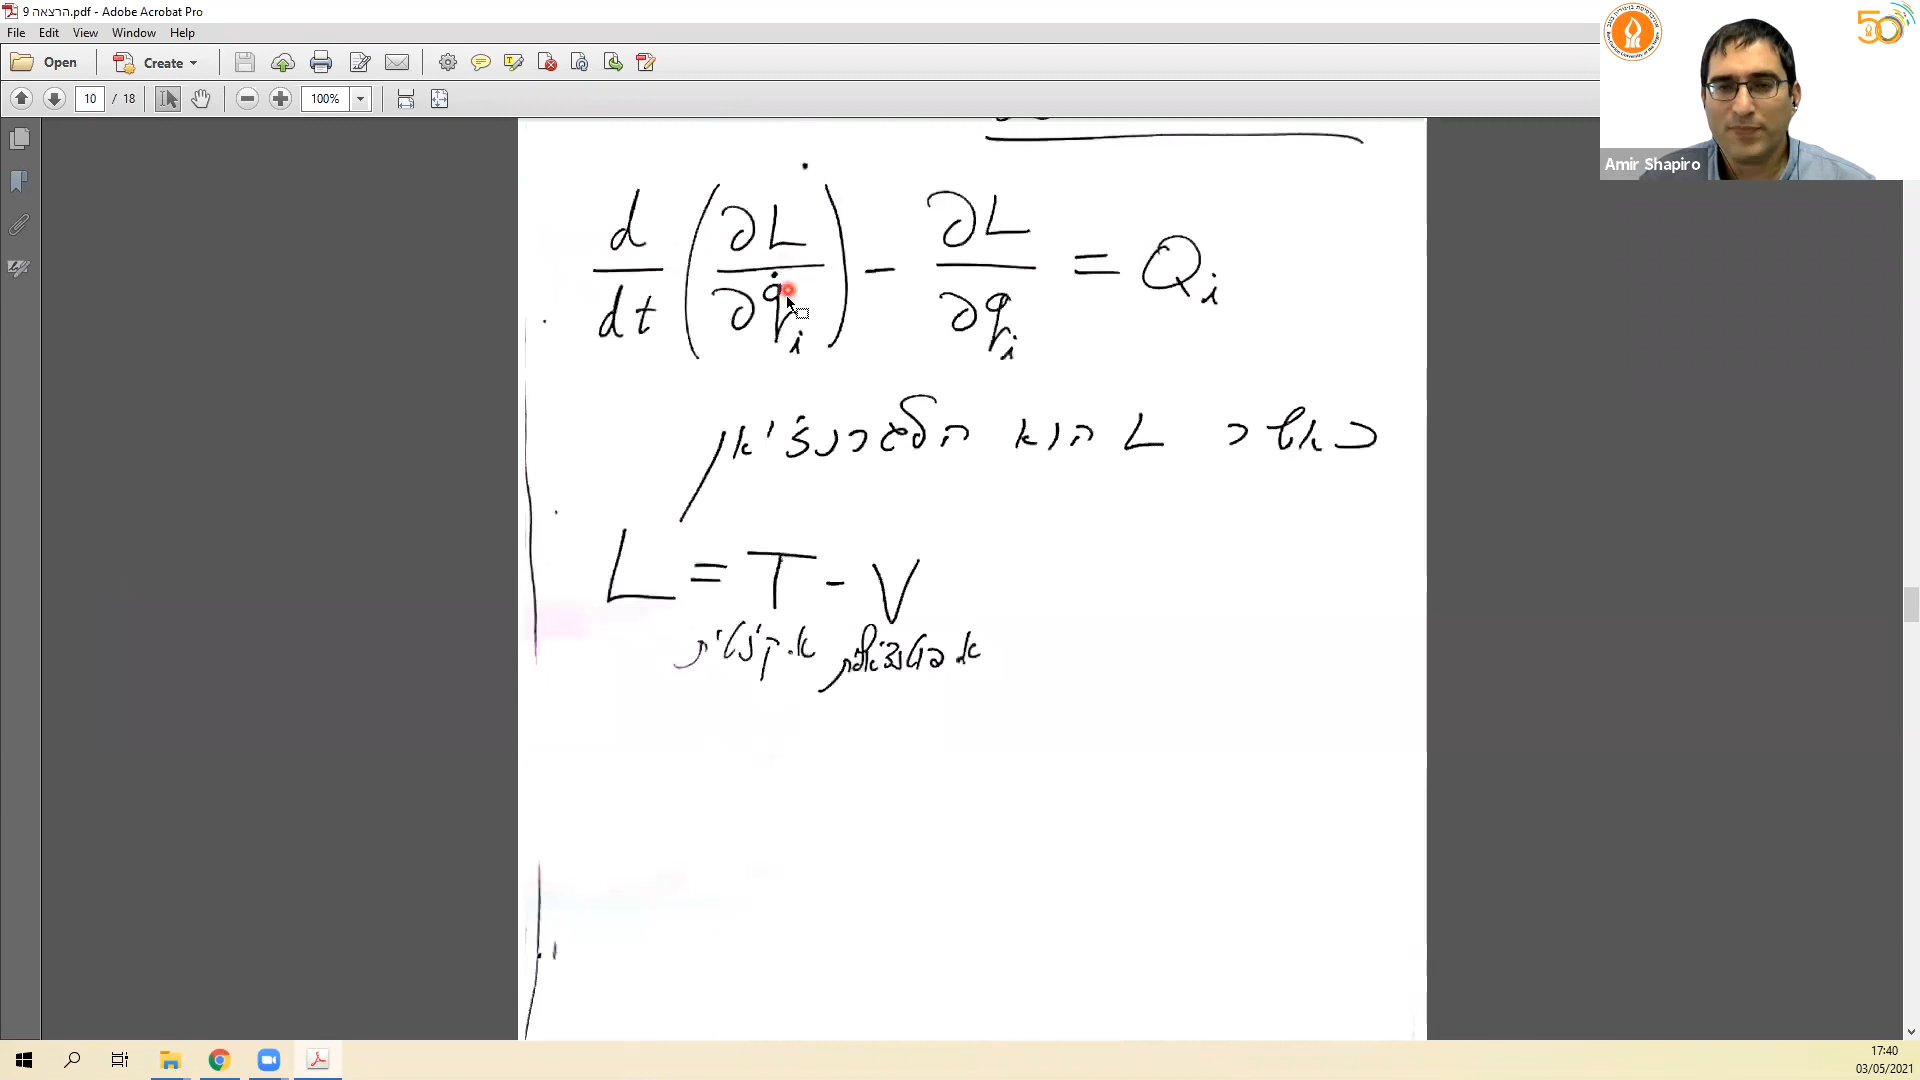 הרצאה 9.pdf - Adobe Acrobat Pro
File Edit View Window Help
Open Create
10 / 18 100%
Amir Shapiro
50
d/dt (∂L/∂q̇ᵢ) - ∂L/∂qᵢ = Qᵢ
כאשר L הוא הלגרנז'יאן
L = T - V
א. קינטית א. פוטנציאלית
17:40
03/05/2021